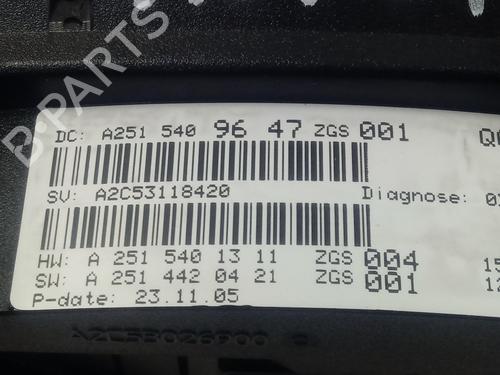 B-PARTS
DC: A251 540 96 47 ZGS 001
SV: A2C53118420 Diagnose:
HW: A 251 540 13 11 ZGS 004
SW: A 251 442 04 21 ZGS 001
P-date: 23.11.05